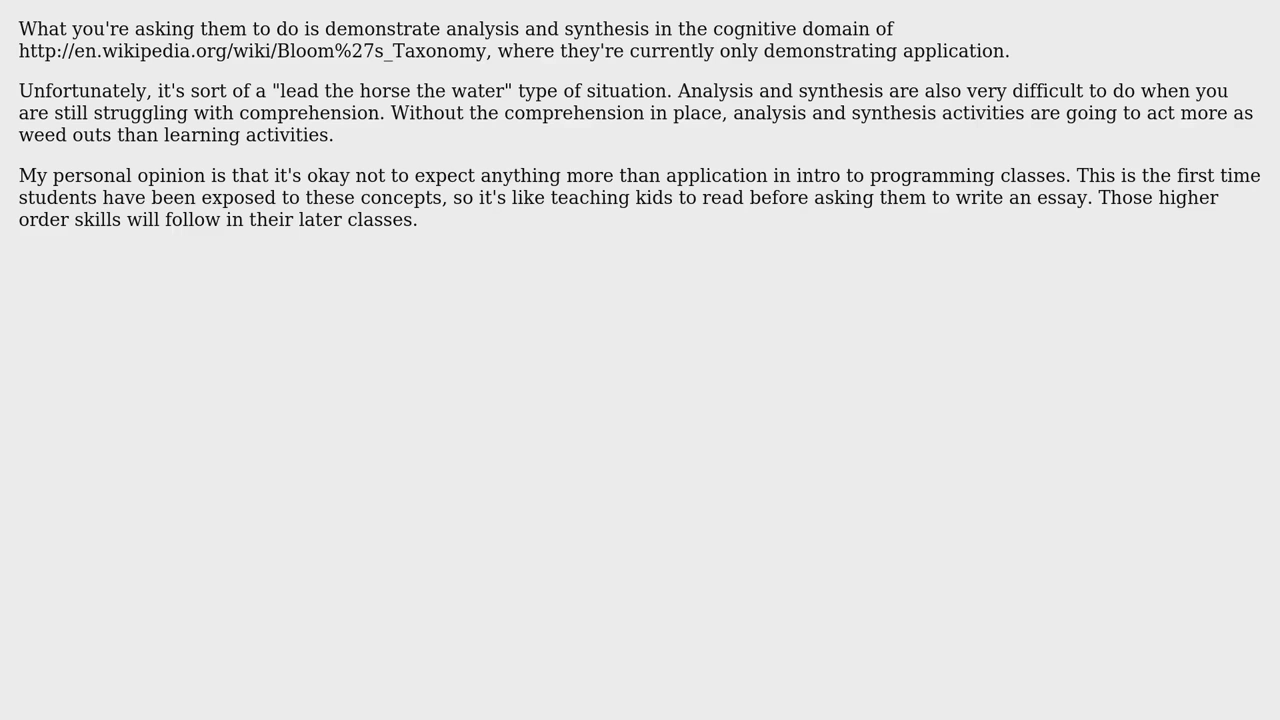 What you're asking them to do is demonstrate analysis and synthesis in the cognitive domain of
http://en.wikipedia.org/wiki/Bloom%27s_Taxonomy, where they're currently only demonstrating application.
Unfortunately, it's sort of a "lead the horse the water" type of situation. Analysis and synthesis are also very difficult to do when you
are still struggling with comprehension. Without the comprehension in place, analysis and synthesis activities are going to act more as
weed outs than learning activities.
My personal opinion is that it's okay not to expect anything more than application in intro to programming classes. This is the first time
students have been exposed to these concepts, so it's like teaching kids to read before asking them to write an essay. Those higher
order skills will follow in their later classes.